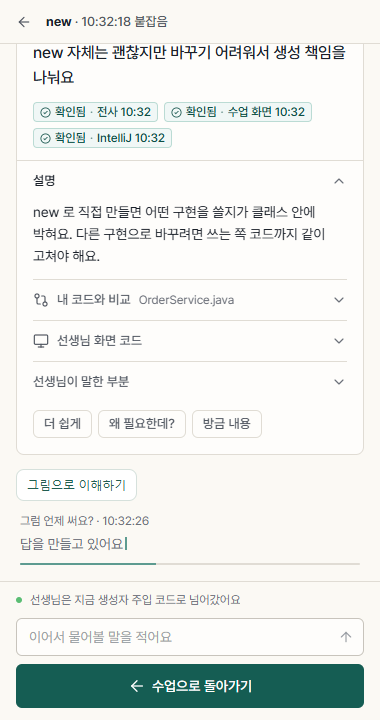 new · 10:32:18 붙잡음
new 자체는 괜찮지만 바꾸기 어려워서 생성 책임을
나눠요
확인됨 · 전사 10:32 확인됨 · 수업 화면 10:32
확인됨 · IntelliJ 10:32
설명
new 로 직접 만들면 어떤 구현을 쓸지가 클래스 안에
박혀요. 다른 구현으로 바꾸려면 쓰는 쪽 코드까지 같이
고쳐야 해요.
내 코드와 비교 OrderService.java
선생님 화면 코드
선생님이 말한 부분
더 쉽게 왜 필요한데? 방금 내용
그림으로 이해하기
그럼 언제 써요? · 10:32:26
답을 만들고 있어요
선생님은 지금 생성자 주입 코드로 넘어갔어요
이어서 물어볼 말을 적어요
수업으로 돌아가기